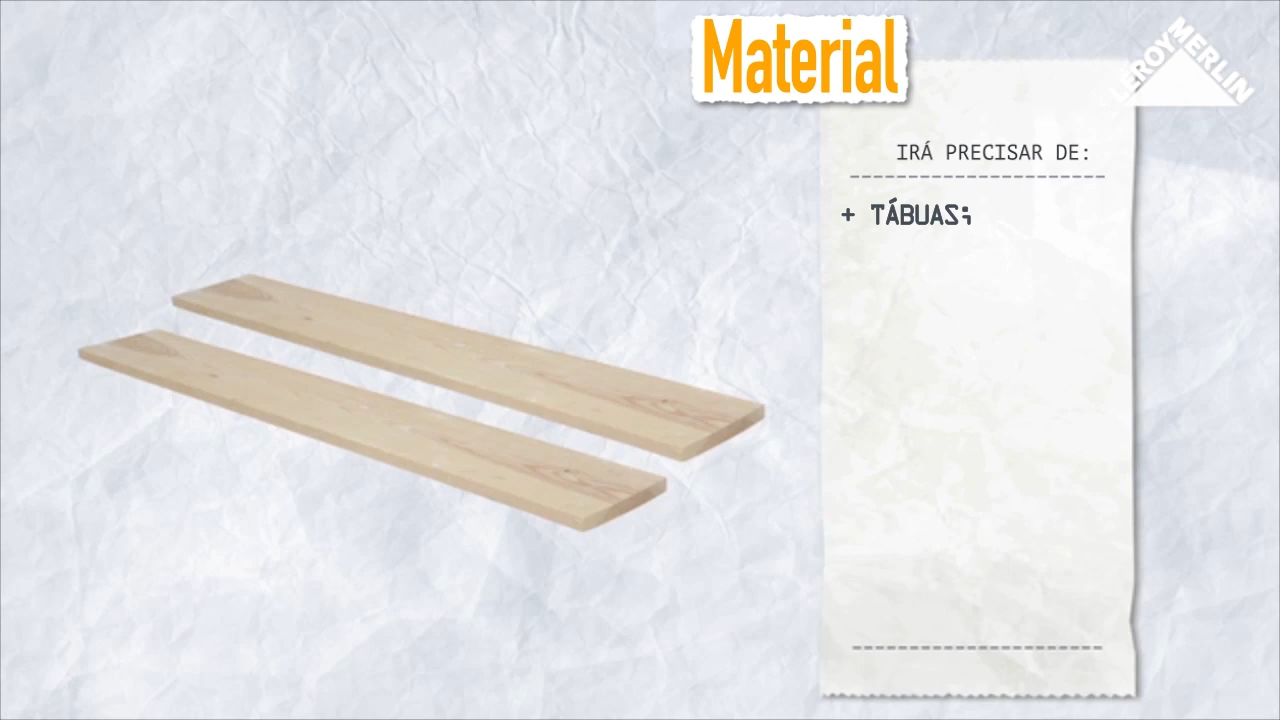 Material
LEROY MERLIN
IRÁ PRECISAR DE:
+ TÁBUAS;